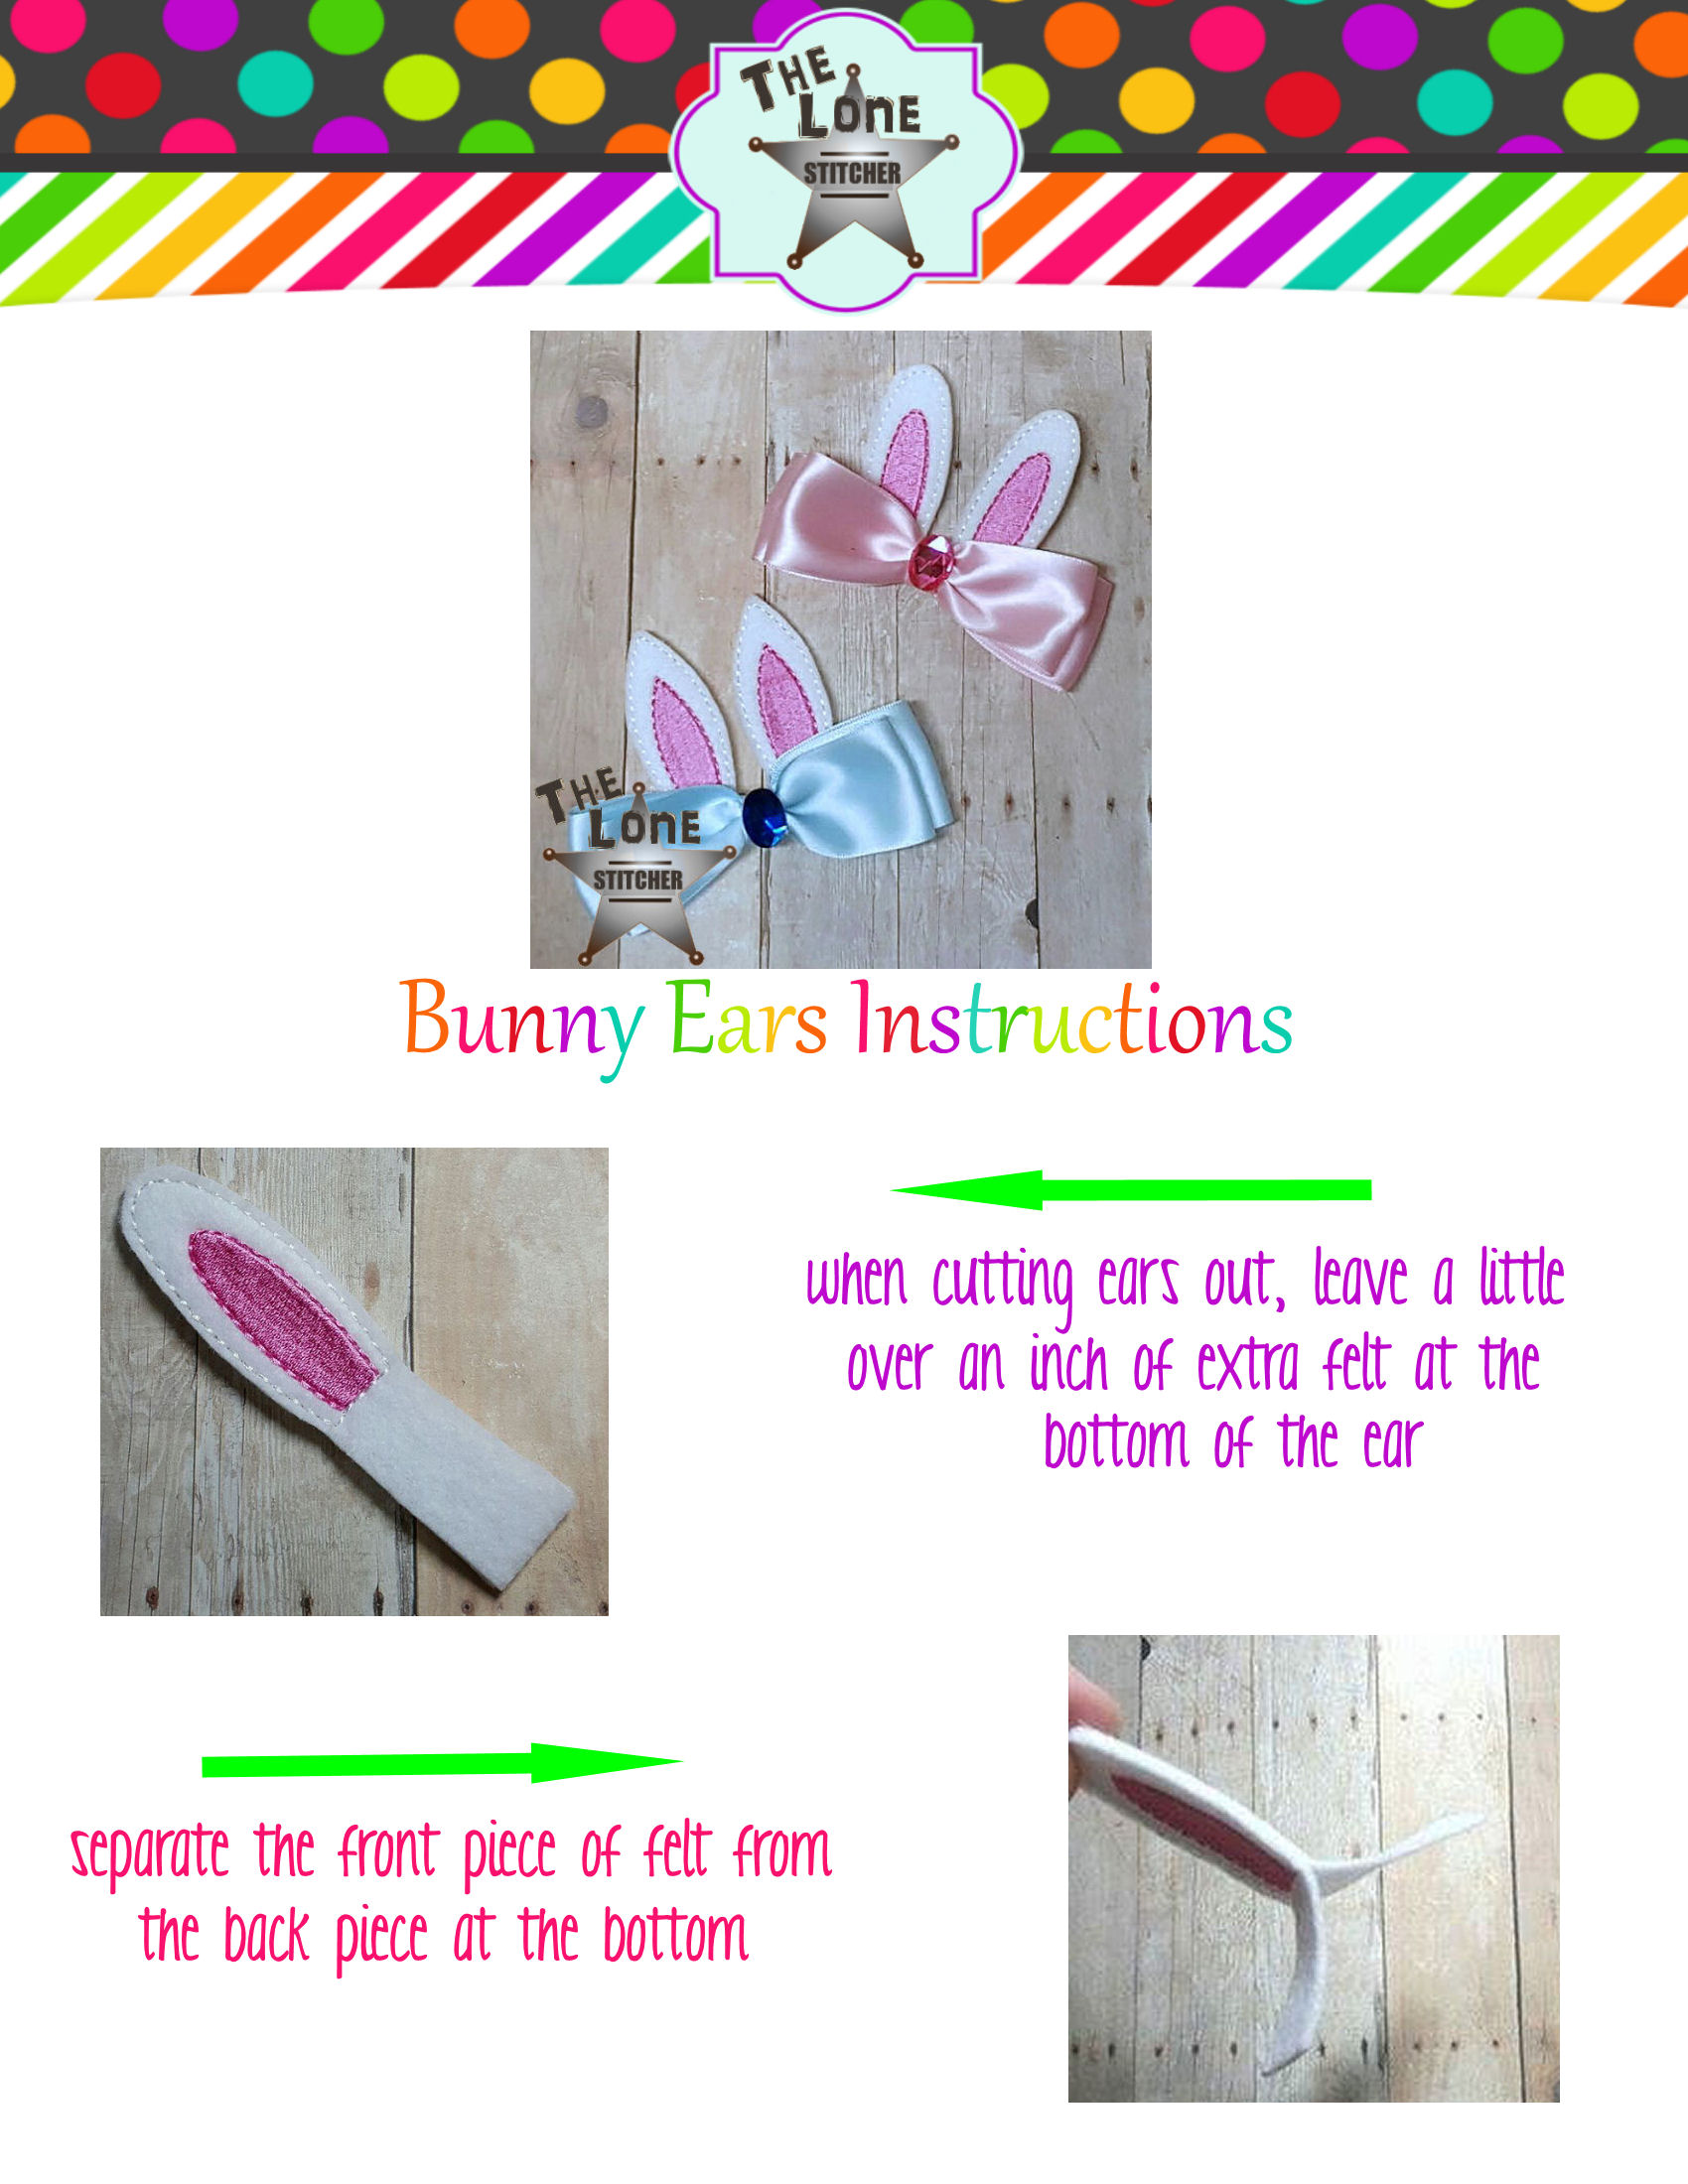 THE
LONE
STITCHER
THE
LONE
STITCHER
Bunny Ears Instructions
when cutting ears out, leave a little
over an inch of extra felt at the
bottom of the ear
separate the front piece of felt from
the back piece at the bottom